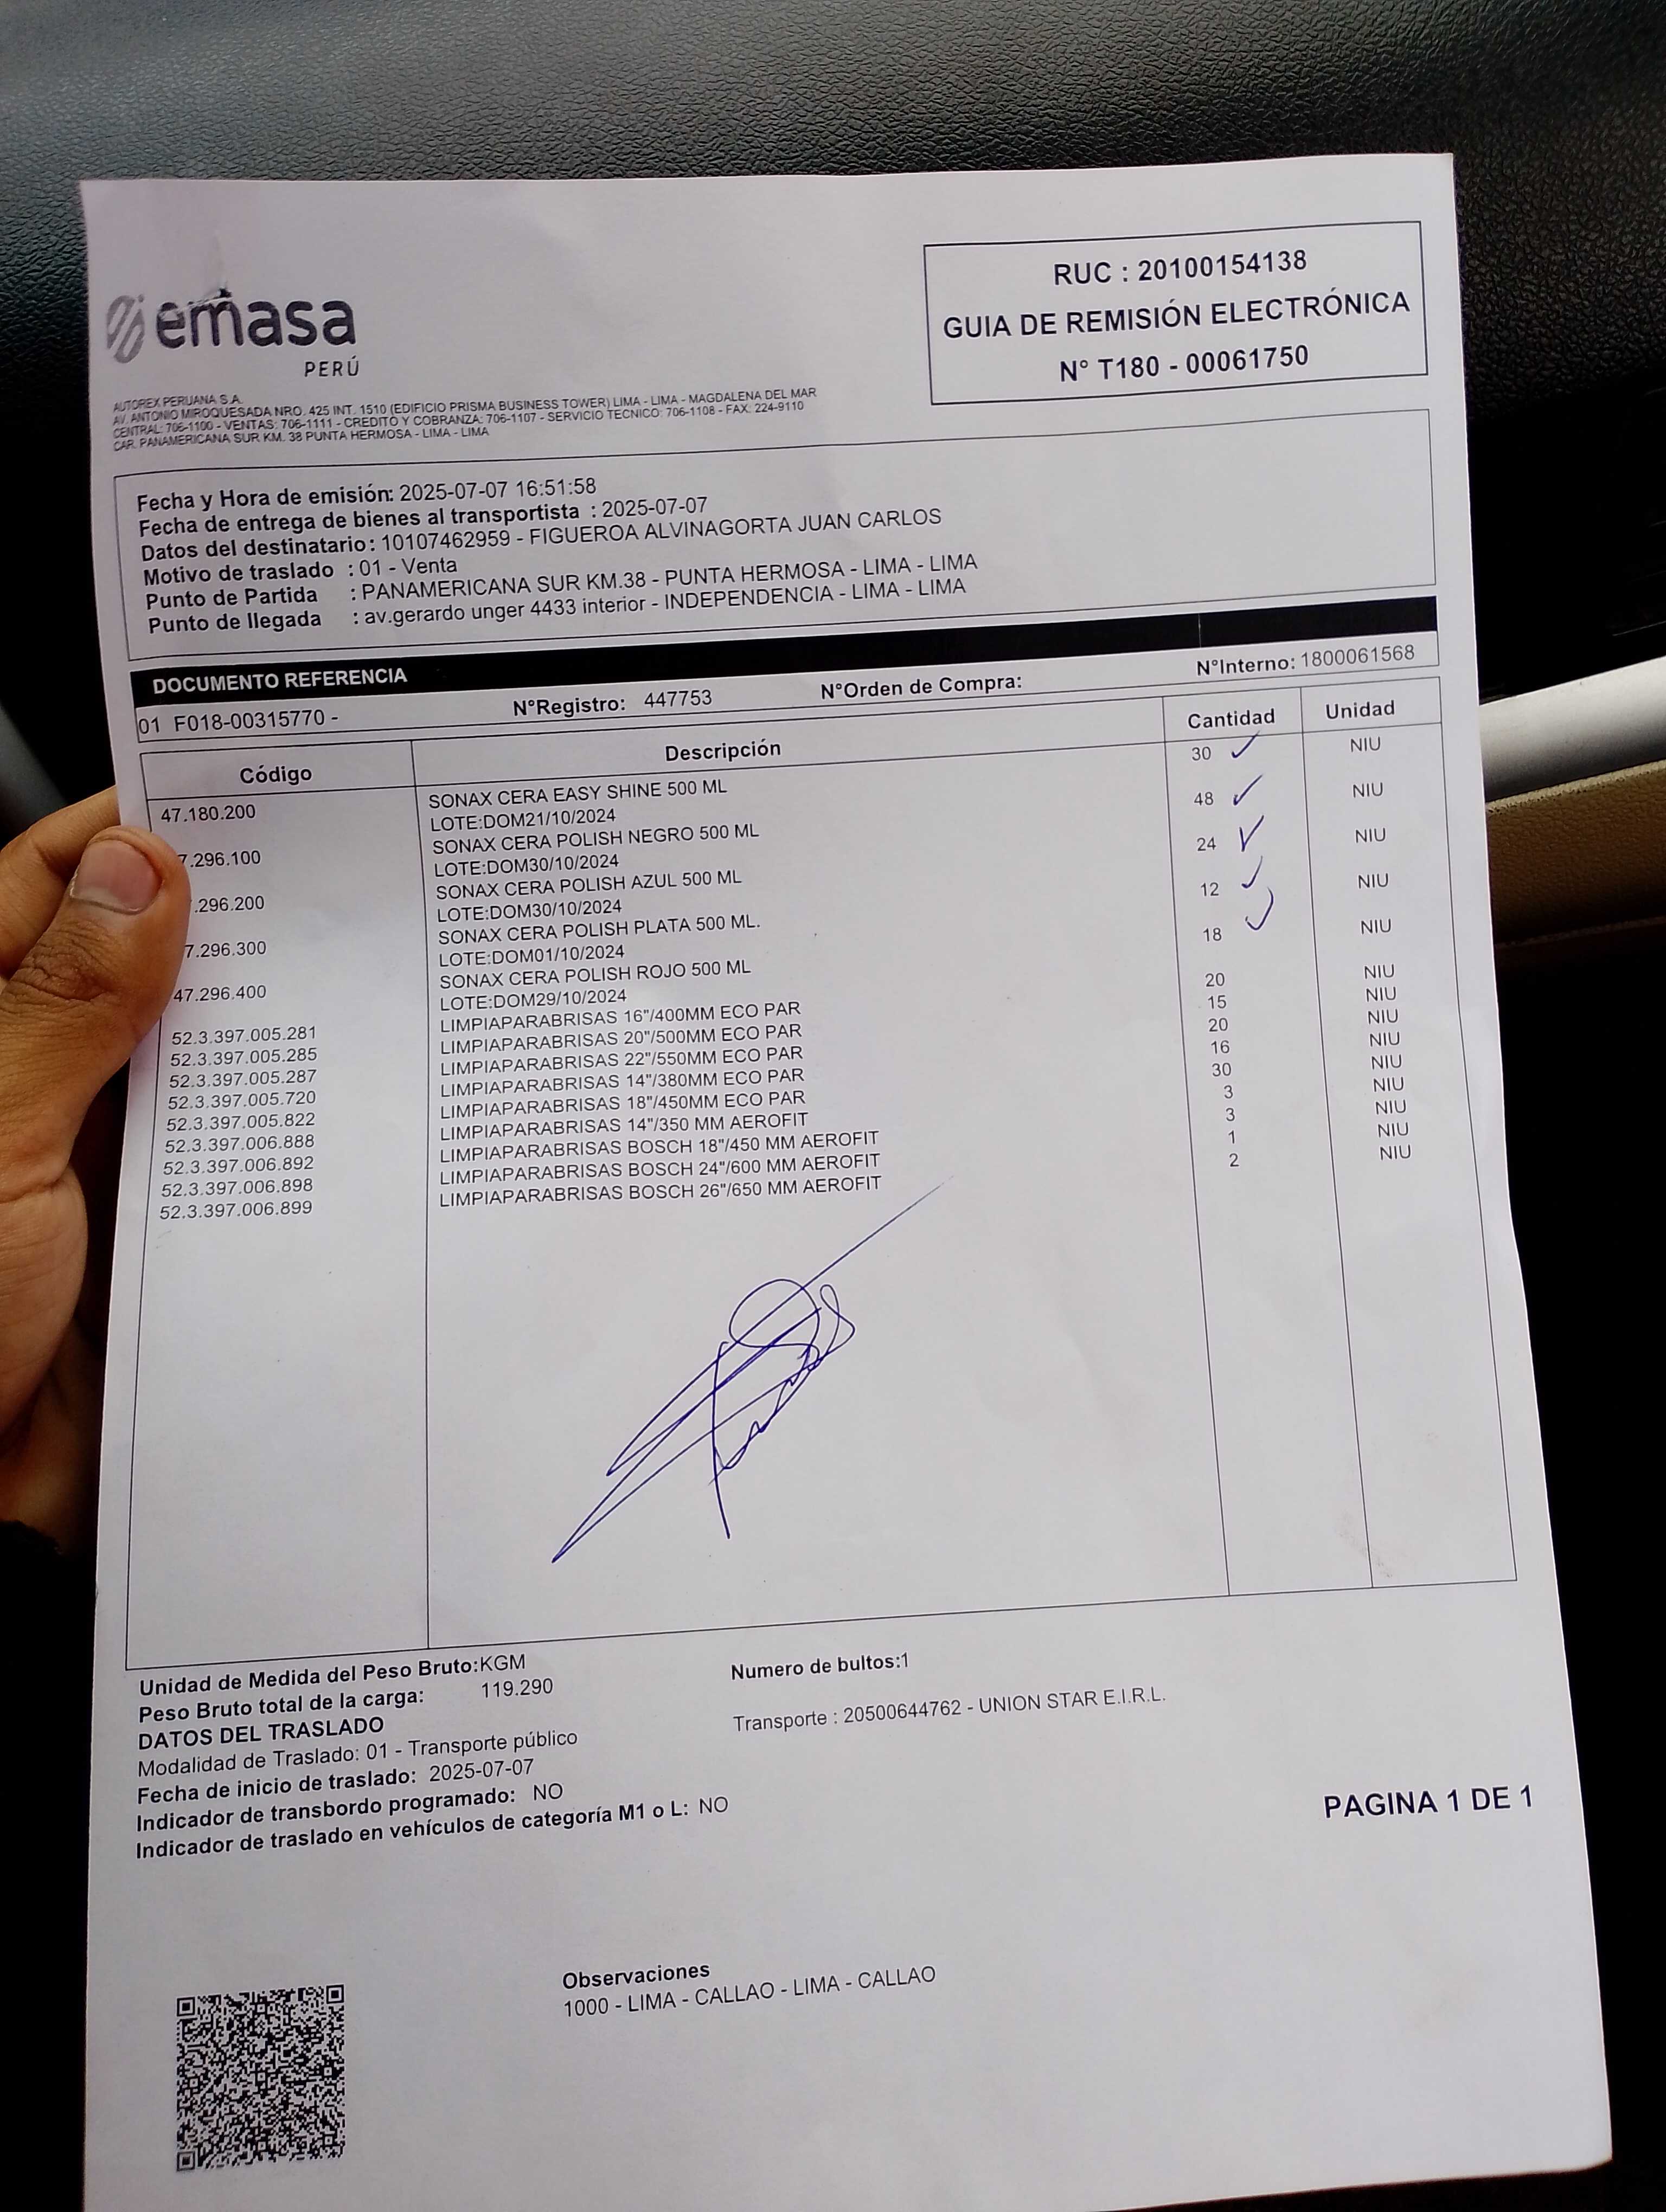 emasa
PERÚ
RUC : 20100154138
GUIA DE REMISIÓN ELECTRÓNICA
N° T180 - 00061750
AUTOREX PERUANA S.A.
AV. ANTONIO MIROQUESADA NRO. 425 INT. 1510 (EDIFICIO PRISMA BUSINESS TOWER) LIMA - LIMA - MAGDALENA DEL MAR
CENTRAL: 706-1100 - VENTAS: 706-1111 - CREDITO Y COBRANZA: 706-1107 - SERVICIO TECNICO: 706-1108 - FAX: 224-9110
CAR. PANAMERICANA SUR KM. 38 PUNTA HERMOSA - LIMA - LIMA
Fecha y Hora de emisión: 2025-07-07 16:51:58
Fecha de entrega de bienes al transportista : 2025-07-07
Datos del destinatario: 10107462959 - FIGUEROA ALVINAGORTA JUAN CARLOS
Motivo de traslado : 01 - Venta
Punto de Partida : PANAMERICANA SUR KM.38 - PUNTA HERMOSA - LIMA - LIMA
Punto de llegada : av.gerardo unger 4433 interior - INDEPENDENCIA - LIMA - LIMA
DOCUMENTO REFERENCIA
01 F018-00315770 - N°Registro: 447753 N°Orden de Compra: N°Interno: 1800061568
Código Descripción Cantidad Unidad
47.180.200 SONAX CERA EASY SHINE 500 ML 30 NIU
LOTE:DOM21/10/2024
7.296.100 SONAX CERA POLISH NEGRO 500 ML 48 NIU
LOTE:DOM30/10/2024
.296.200 SONAX CERA POLISH AZUL 500 ML 24 NIU
LOTE:DOM30/10/2024
7.296.300 SONAX CERA POLISH PLATA 500 ML. 12 NIU
LOTE:DOM01/10/2024
47.296.400 SONAX CERA POLISH ROJO 500 ML 18 NIU
LOTE:DOM29/10/2024
52.3.397.005.281 LIMPIAPARABRISAS 16"/400MM ECO PAR 20 NIU
52.3.397.005.285 LIMPIAPARABRISAS 20"/500MM ECO PAR 15 NIU
52.3.397.005.287 LIMPIAPARABRISAS 22"/550MM ECO PAR 20 NIU
52.3.397.005.720 LIMPIAPARABRISAS 14"/380MM ECO PAR 16 NIU
52.3.397.005.822 LIMPIAPARABRISAS 18"/450MM ECO PAR 30 NIU
52.3.397.006.888 LIMPIAPARABRISAS 14"/350 MM AEROFIT 3 NIU
52.3.397.006.892 LIMPIAPARABRISAS BOSCH 18"/450 MM AEROFIT 3 NIU
52.3.397.006.898 LIMPIAPARABRISAS BOSCH 24"/600 MM AEROFIT 1 NIU
52.3.397.006.899 LIMPIAPARABRISAS BOSCH 26"/650 MM AEROFIT 2 NIU
Unidad de Medida del Peso Bruto:KGM Numero de bultos:1
Peso Bruto total de la carga: 119.290
DATOS DEL TRASLADO Transporte : 20500644762 - UNION STAR E.I.R.L.
Modalidad de Traslado: 01 - Transporte público
Fecha de inicio de traslado: 2025-07-07
Indicador de transbordo programado: NO
Indicador de traslado en vehículos de categoría M1 o L: NO
PAGINA 1 DE 1
Observaciones
1000 - LIMA - CALLAO - LIMA - CALLAO